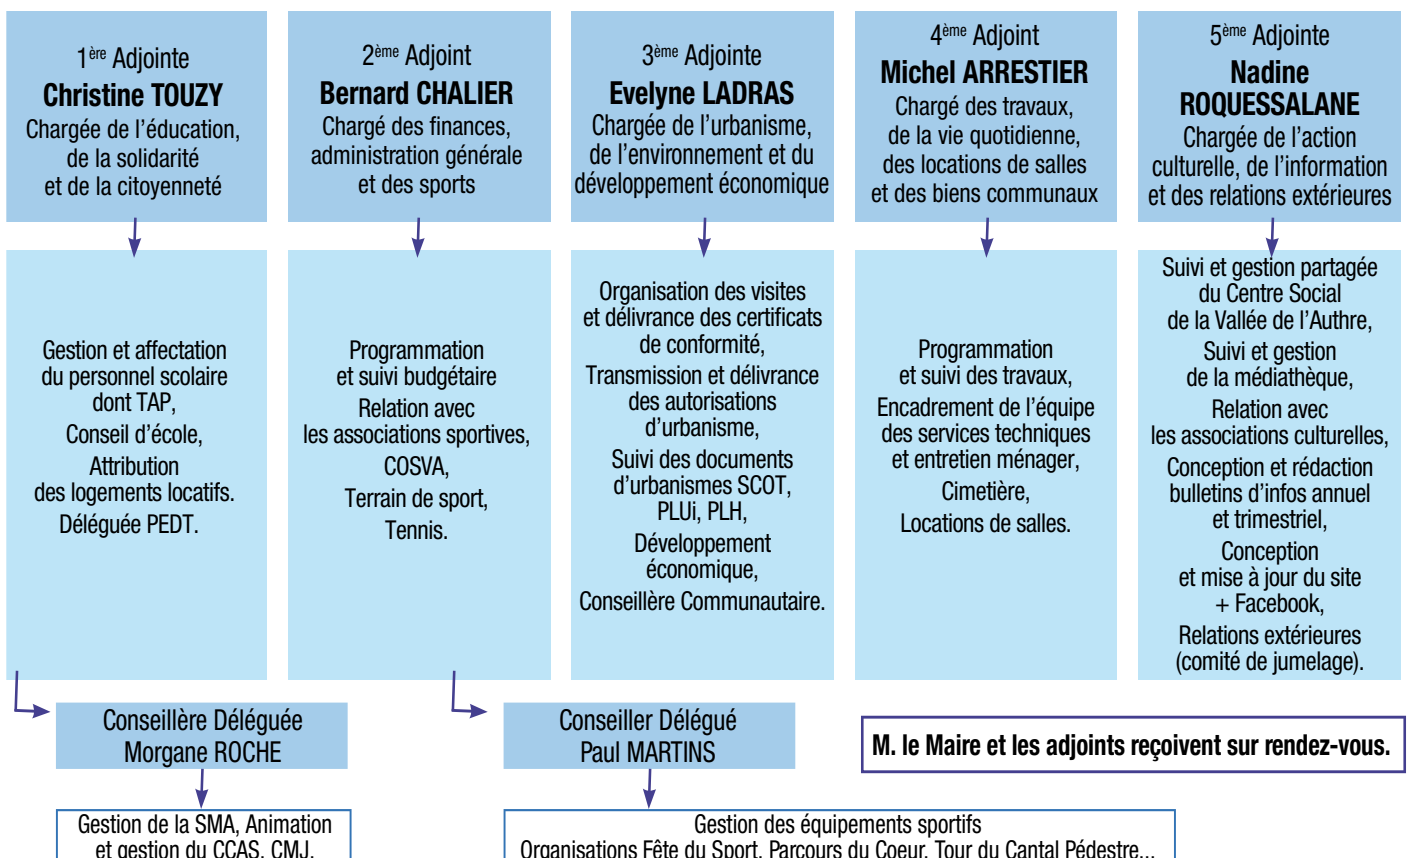 1ère Adjointe
Christine TOUZY
Chargée de l'éducation,
de la solidarité
et de la citoyenneté
2ème Adjoint
Bernard CHALIER
Chargé des finances,
administration générale
et des sports
3ème Adjointe
Evelyne LADRAS
Chargée de l'urbanisme,
de l'environnement et du
développement économique
4ème Adjoint
Michel ARRESTIER
Chargé des travaux,
de la vie quotidienne,
des locations de salles
et des biens communaux
5ème Adjointe
Nadine
ROQUESSALANE
Chargée de l'action
culturelle, de l'information
et des relations extérieures
Gestion et affectation
du personnel scolaire
dont TAP,
Conseil d'école,
Attribution
des logements locatifs.
Déléguée PEDT.
Programmation
et suivi budgétaire
Relation avec
les associations sportives,
COSVA,
Terrain de sport,
Tennis.
Organisation des visites
et délivrance des certificats
de conformité,
Transmission et délivrance
des autorisations
d'urbanisme,
Suivi des documents
d'urbanismes SCOT,
PLUi, PLH,
Développement
économique,
Conseillère Communautaire.
Programmation
et suivi des travaux,
Encadrement de l'équipe
des services techniques
et entretien ménager,
Cimetière,
Locations de salles.
Suivi et gestion partagée
du Centre Social
de la Vallée de l'Authre,
Suivi et gestion
de la médiathèque,
Relation avec
les associations culturelles,
Conception et rédaction
bulletins d'infos annuel
et trimestriel,
Conception
et mise à jour du site
+ Facebook,
Relations extérieures
(comité de jumelage).
Conseillère Déléguée
Morgane ROCHE
Conseiller Délégué
Paul MARTINS
M. le Maire et les adjoints reçoivent sur rendez-vous.
Gestion de la SMA, Animation
et gestion du CCAS, CMJ.
Gestion des équipements sportifs
Organisations Fête du Sport, Parcours du Coeur, Tour du Cantal Pédestre...